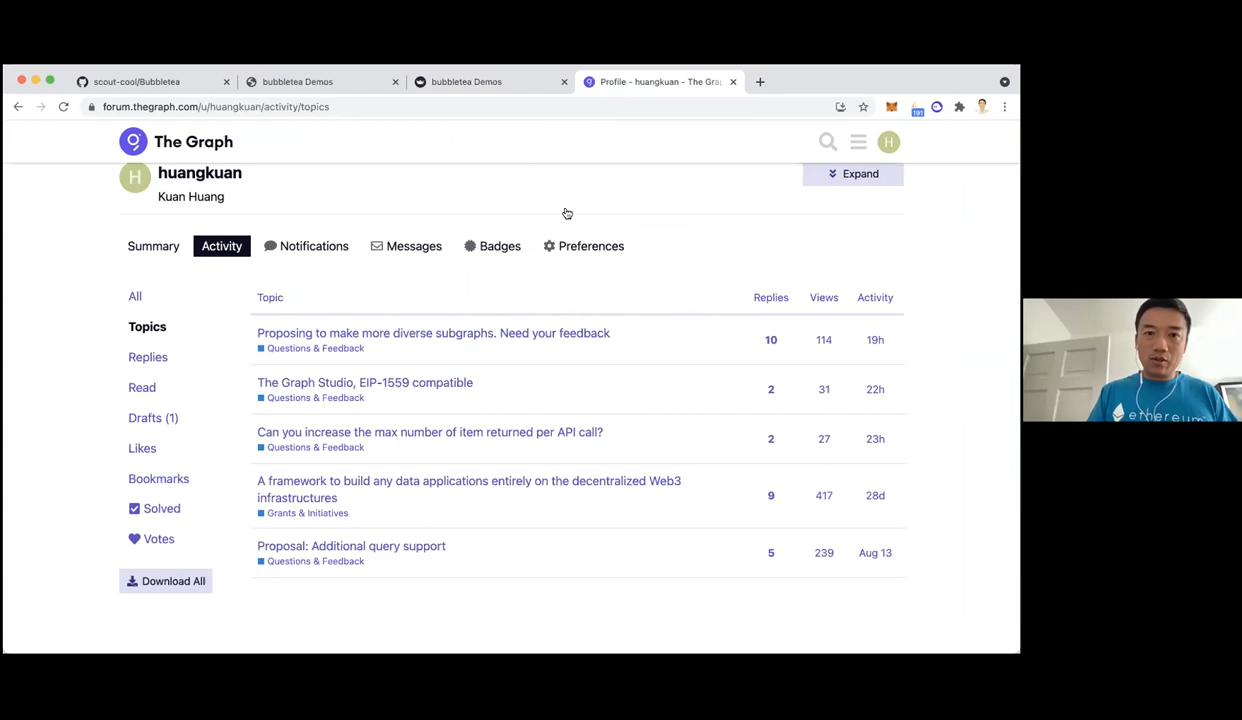 scout-cool/Bubbletea
bubbletea Demos
bubbletea Demos
Profile - huangkuan - The Gra
forum.thegraph.com/u/huangkuan/activity/topics
191
The Graph
H
H
huangkuan
Kuan Huang
Expand
Summary
Activity
Notifications
Messages
Badges
Preferences
All
Topics
Replies
Read
Drafts (1)
Likes
Bookmarks
Solved
Votes
Download All
Topic Replies Views Activity
Proposing to make more diverse subgraphs. Need your feedback 10 114 19h
Questions & Feedback
The Graph Studio, EIP-1559 compatible 2 31 22h
Questions & Feedback
Can you increase the max number of item returned per API call? 2 27 23h
Questions & Feedback
A framework to build any data applications entirely on the decentralized Web3
infrastructures 9 417 28d
Grants & Initiatives
Proposal: Additional query support 5 239 Aug 13
Questions & Feedback
ethereum